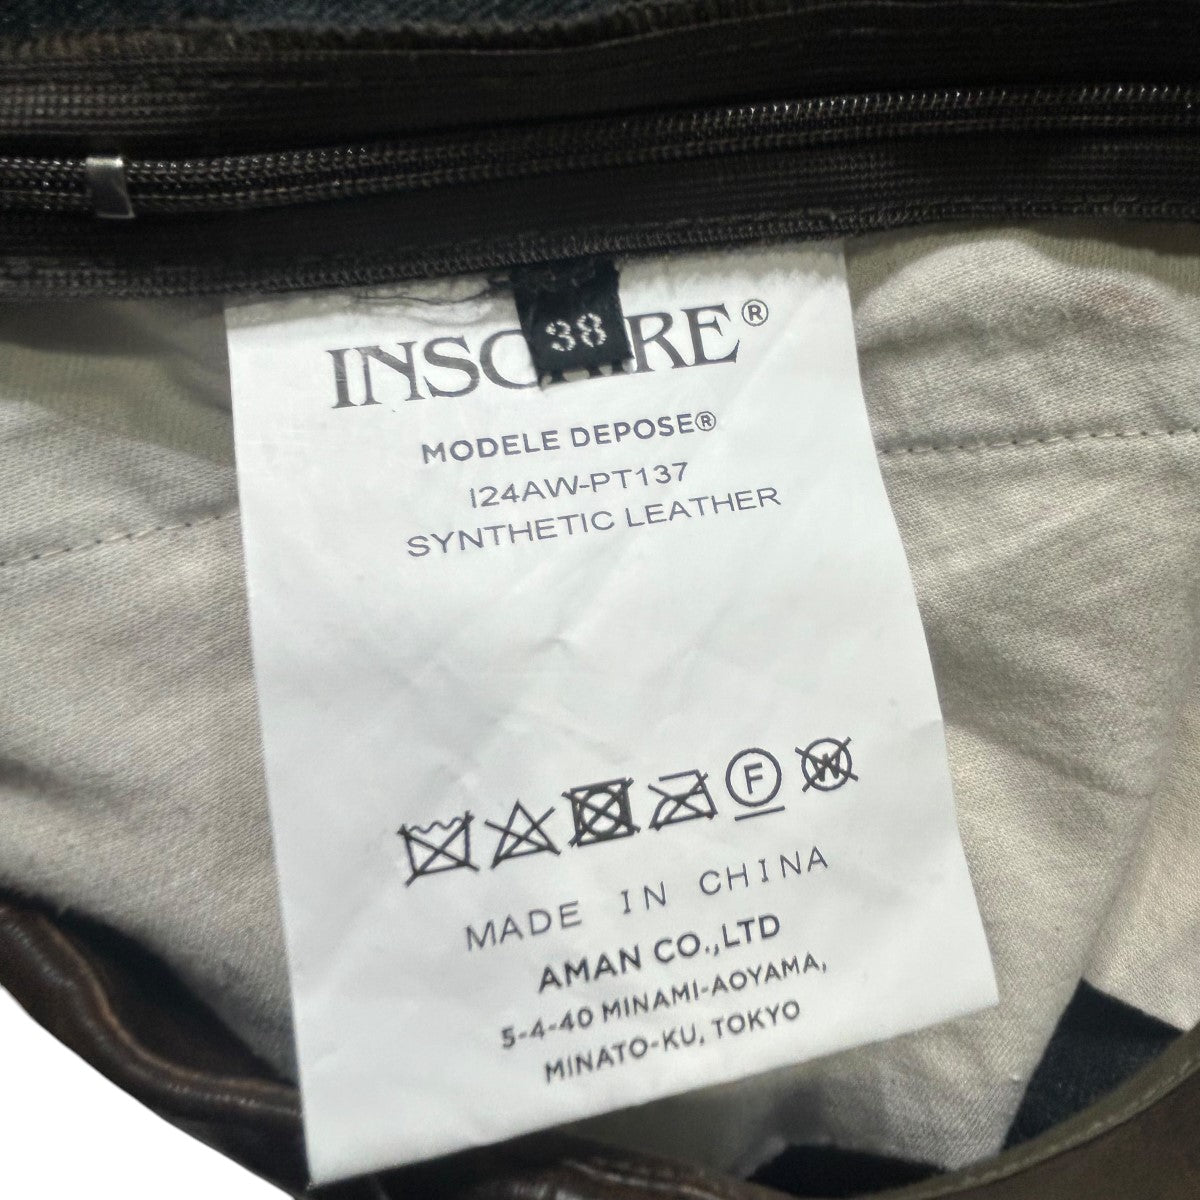 38
INSCRIRE®
MODELE DEPOSE®
I24AW-PT137
SYNTHETIC LEATHER
F
W
MADE IN CHINA
AMAN CO.,LTD
5-4-40 MINAMI-AOYAMA,
MINATO-KU, TOKYO